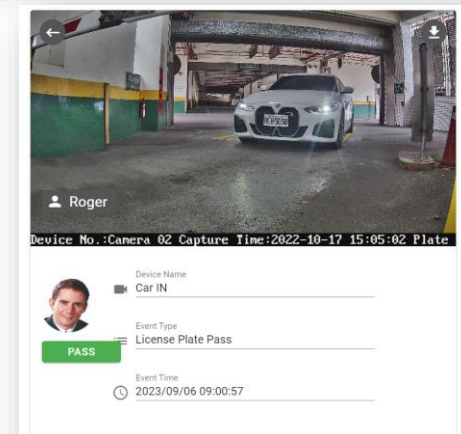 Roger
Device No.:Camera 02 Capture Time:2022-10-17 15:05:02 Plate
Device Name
Car IN
Event Type
License Plate Pass
PASS
Event Time
2023/09/06 09:00:57